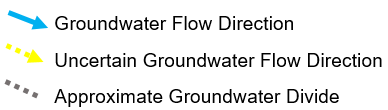 Groundwater Flow Direction
Uncertain Groundwater Flow Direction
Approximate Groundwater Divide